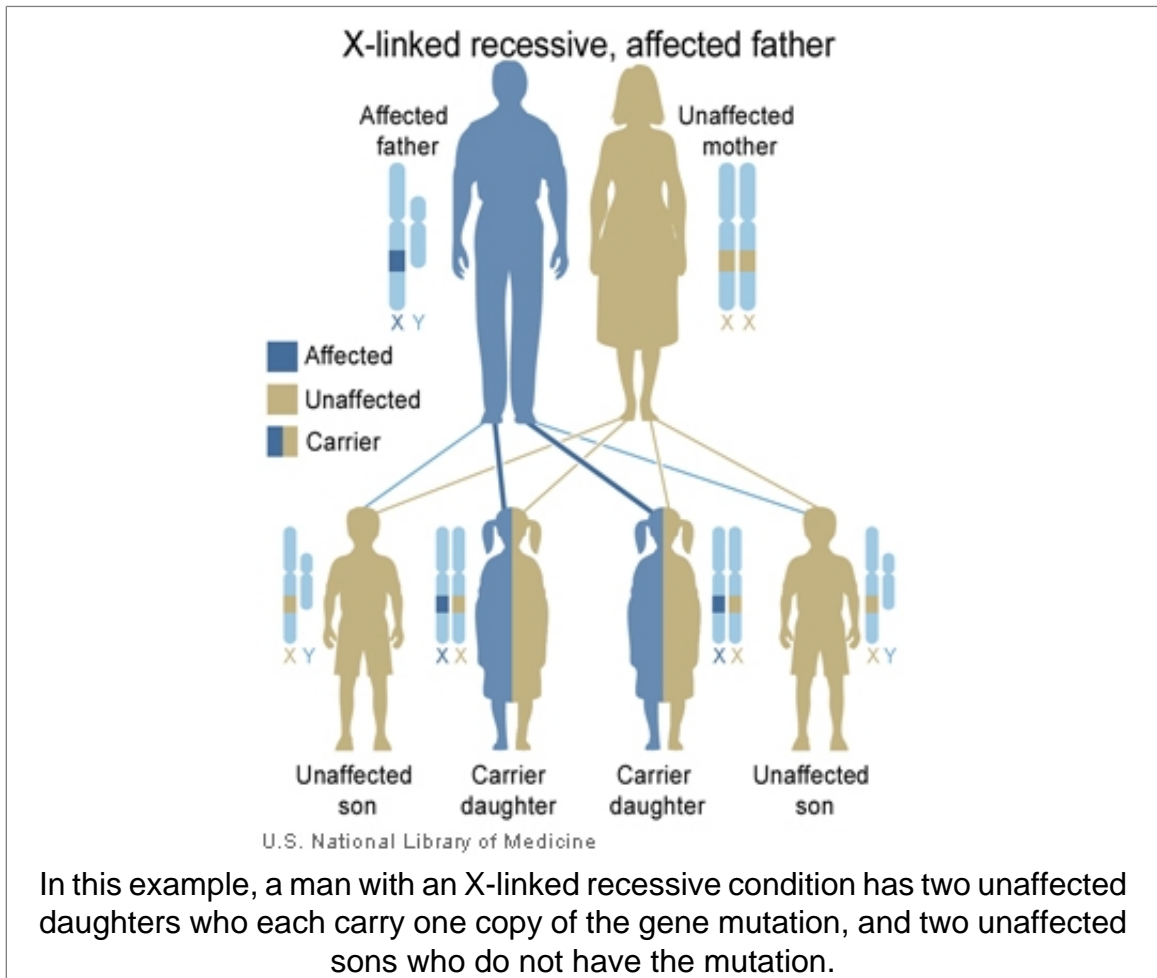 X-linked recessive, affected father
Affected
father
Unaffected
mother
X Y
X X
Affected
Unaffected
Carrier
X Y
X X
X X
X Y
Unaffected
son
Carrier
daughter
Carrier
daughter
Unaffected
son
U.S. National Library of Medicine
In this example, a man with an X-linked recessive condition has two unaffected
daughters who each carry one copy of the gene mutation, and two unaffected
sons who do not have the mutation.